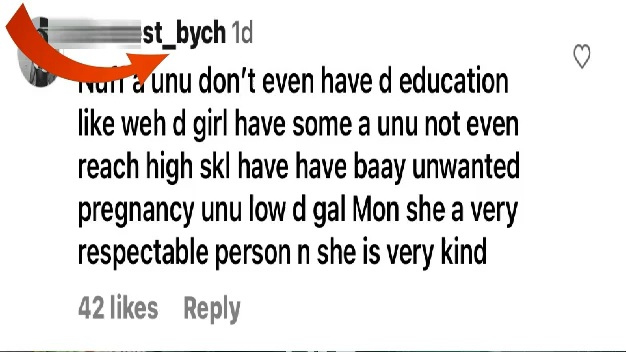 st_bych 1d
Nuff a unu don't even have d education
like weh d girl have some a unu not even
reach high skl have have baay unwanted
pregnancy unu low d gal Mon she a very
respectable person n she is very kind
42 likes Reply